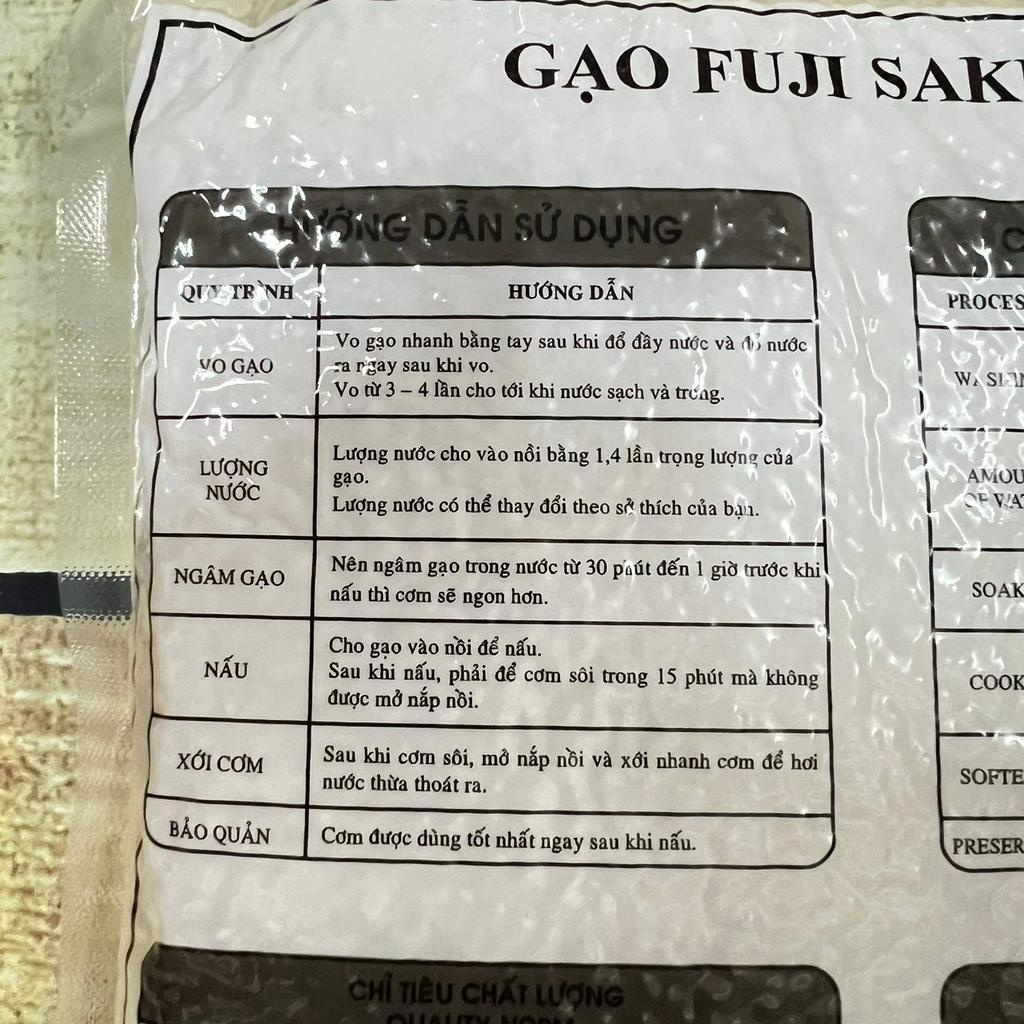 GẠO FUJI
HƯỚNG DẪN SỬ DỤNG
QUY TRÌNH
HƯỚNG DẪN
VO GẠO
Vo gạo nhanh bằng tay sau khi đổ đầy nước và đổ nước
ra ngay sau khi vo.
Vo từ 3 – 4 lần cho tới khi nước sạch và trong.
LƯỢNG
NƯỚC
Lượng nước cho vào nồi bằng 1,4 lần trọng lượng của
gạo.
Lượng nước có thể thay đổi theo sở thích của bạn.
NGÂM GẠO
Nên ngâm gạo trong nước từ 30 phút đến 1 giờ trước khi
nấu thì cơm sẽ ngon hơn.
NẤU
Cho gạo vào nồi để nấu.
Sau khi nấu, phải để cơm sôi trong 15 phút mà không
được mở nắp nồi.
XỚI CƠM
Sau khi cơm sôi, mở nắp nồi và xới nhanh cơm để hơi
nước thừa thoát ra.
BẢO QUẢN
Cơm được dùng tốt nhất ngay sau khi nấu.
CHỈ TIÊU CHẤT LƯỢNG
QUALITY NORM